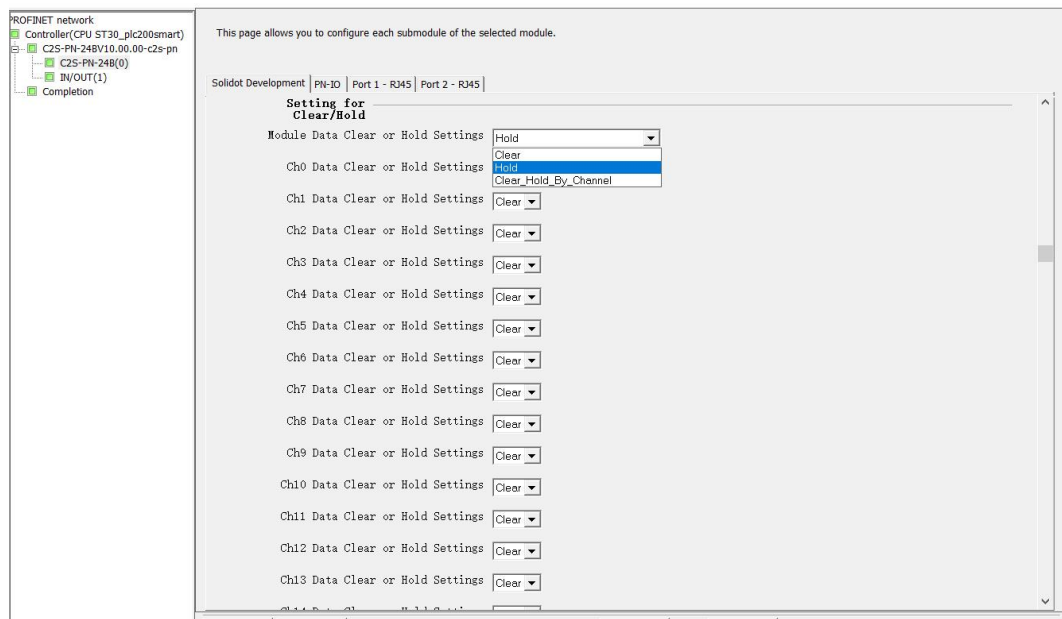 PROFINET network
Controller(CPU ST30_plc200smart)
C2S-PN-24BV10.00.00-c2s-pn
C2S-PN-24B(0)
IN/OUT(1)
Completion
This page allows you to configure each submodule of the selected module.
Solidot Development PN-IO Port 1 - RJ45 Port 2 - RJ45
Setting for
Clear/Hold
Module Data Clear or Hold Settings Hold
Clear
Ch0 Data Clear or Hold Settings Hold
Clear_Hold_By_Channel
Ch1 Data Clear or Hold Settings Clear
Ch2 Data Clear or Hold Settings Clear
Ch3 Data Clear or Hold Settings Clear
Ch4 Data Clear or Hold Settings Clear
Ch5 Data Clear or Hold Settings Clear
Ch6 Data Clear or Hold Settings Clear
Ch7 Data Clear or Hold Settings Clear
Ch8 Data Clear or Hold Settings Clear
Ch9 Data Clear or Hold Settings Clear
Ch10 Data Clear or Hold Settings Clear
Ch11 Data Clear or Hold Settings Clear
Ch12 Data Clear or Hold Settings Clear
Ch13 Data Clear or Hold Settings Clear